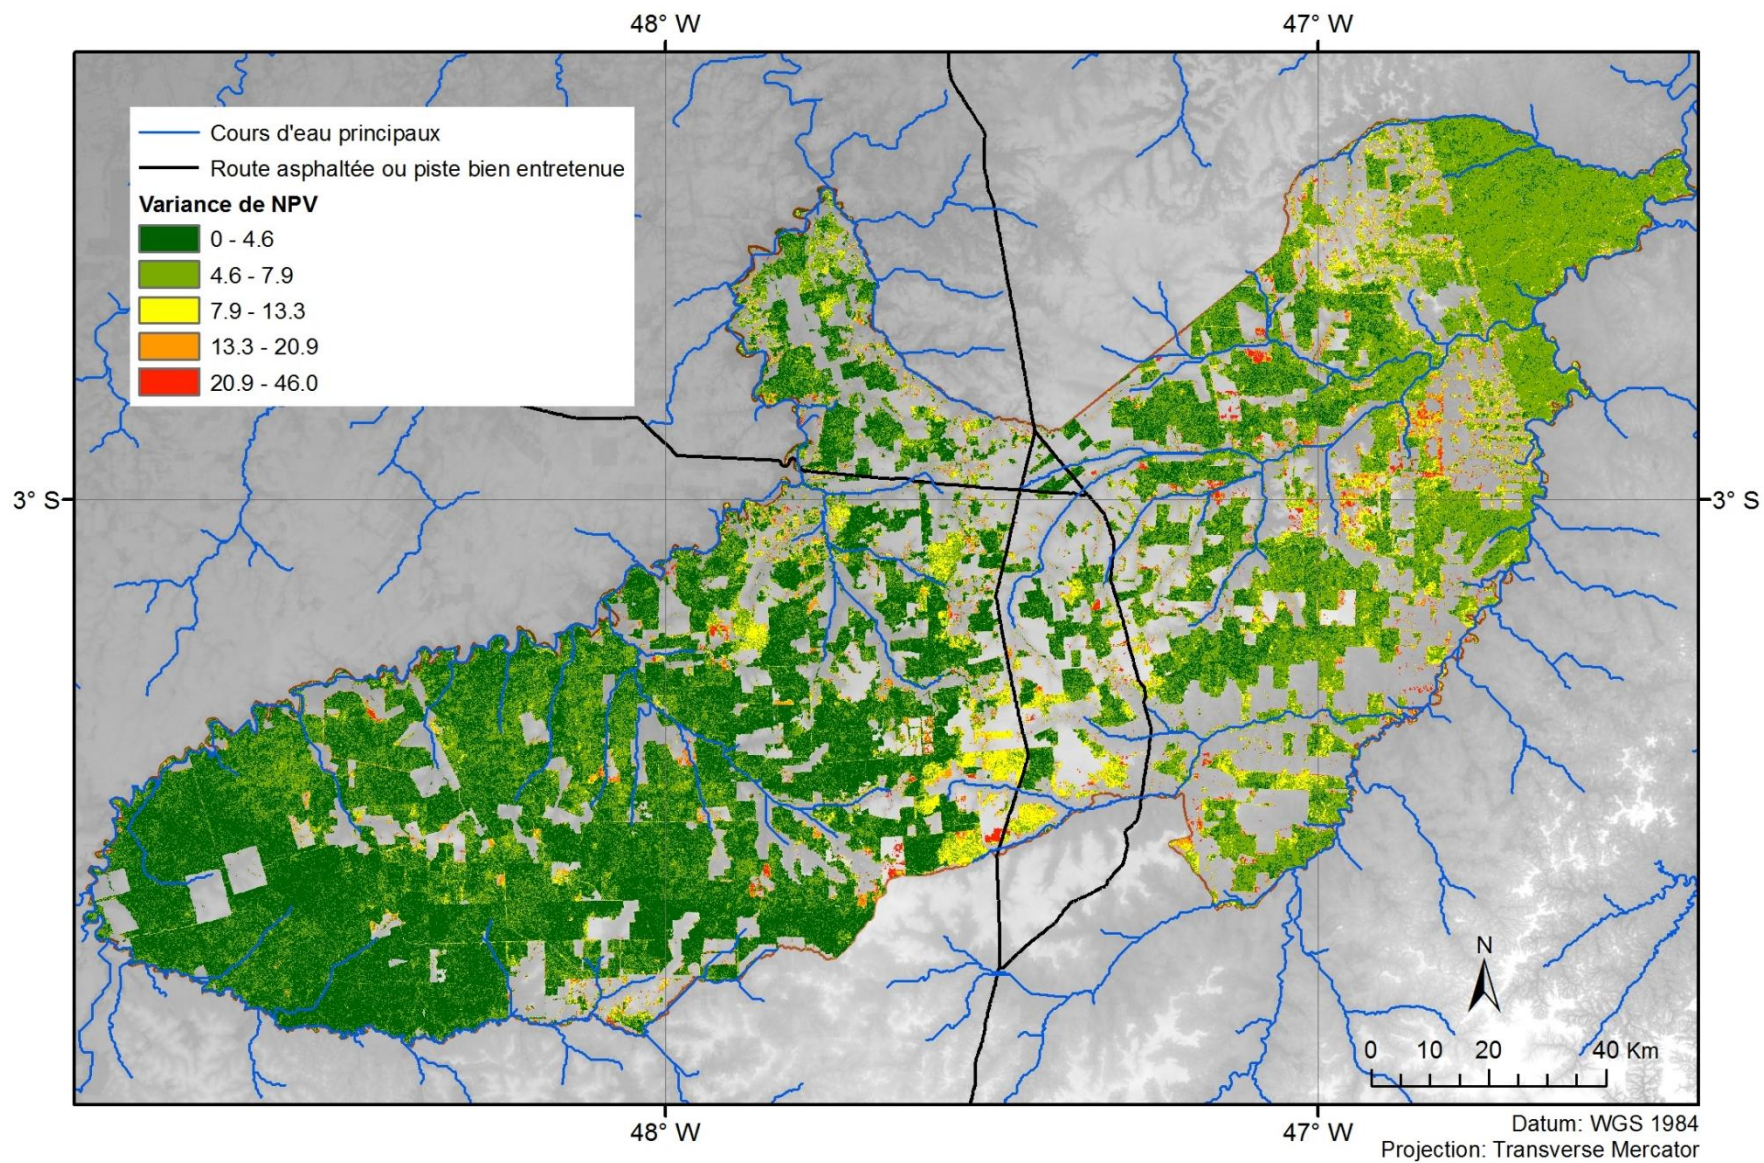 48° W
47° W
Cours d'eau principaux
Route asphaltée ou piste bien entretenue
Variance de NPV
0 - 4.6
4.6 - 7.9
7.9 - 13.3
13.3 - 20.9
20.9 - 46.0
3° S
3° S
N
0 10 20 40 Km
48° W
47° W
Datum: WGS 1984
Projection: Transverse Mercator